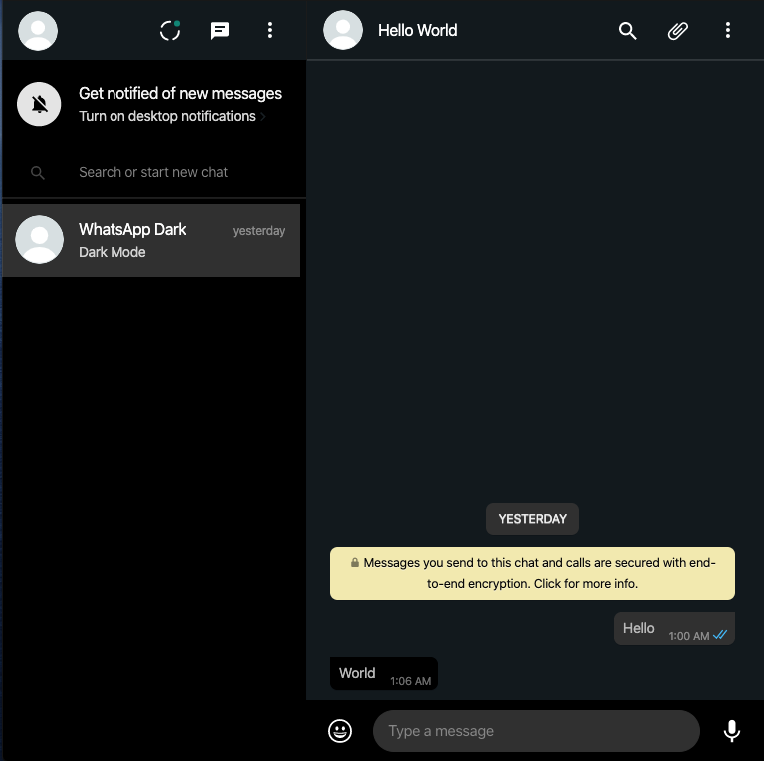 Hello World
Get notified of new messages
Turn on desktop notifications >
Search or start new chat
WhatsApp Dark
yesterday
Dark Mode
YESTERDAY
Messages you send to this chat and calls are secured with end-
to-end encryption. Click for more info.
Hello 1:00 AM
World 1:06 AM
Type a message